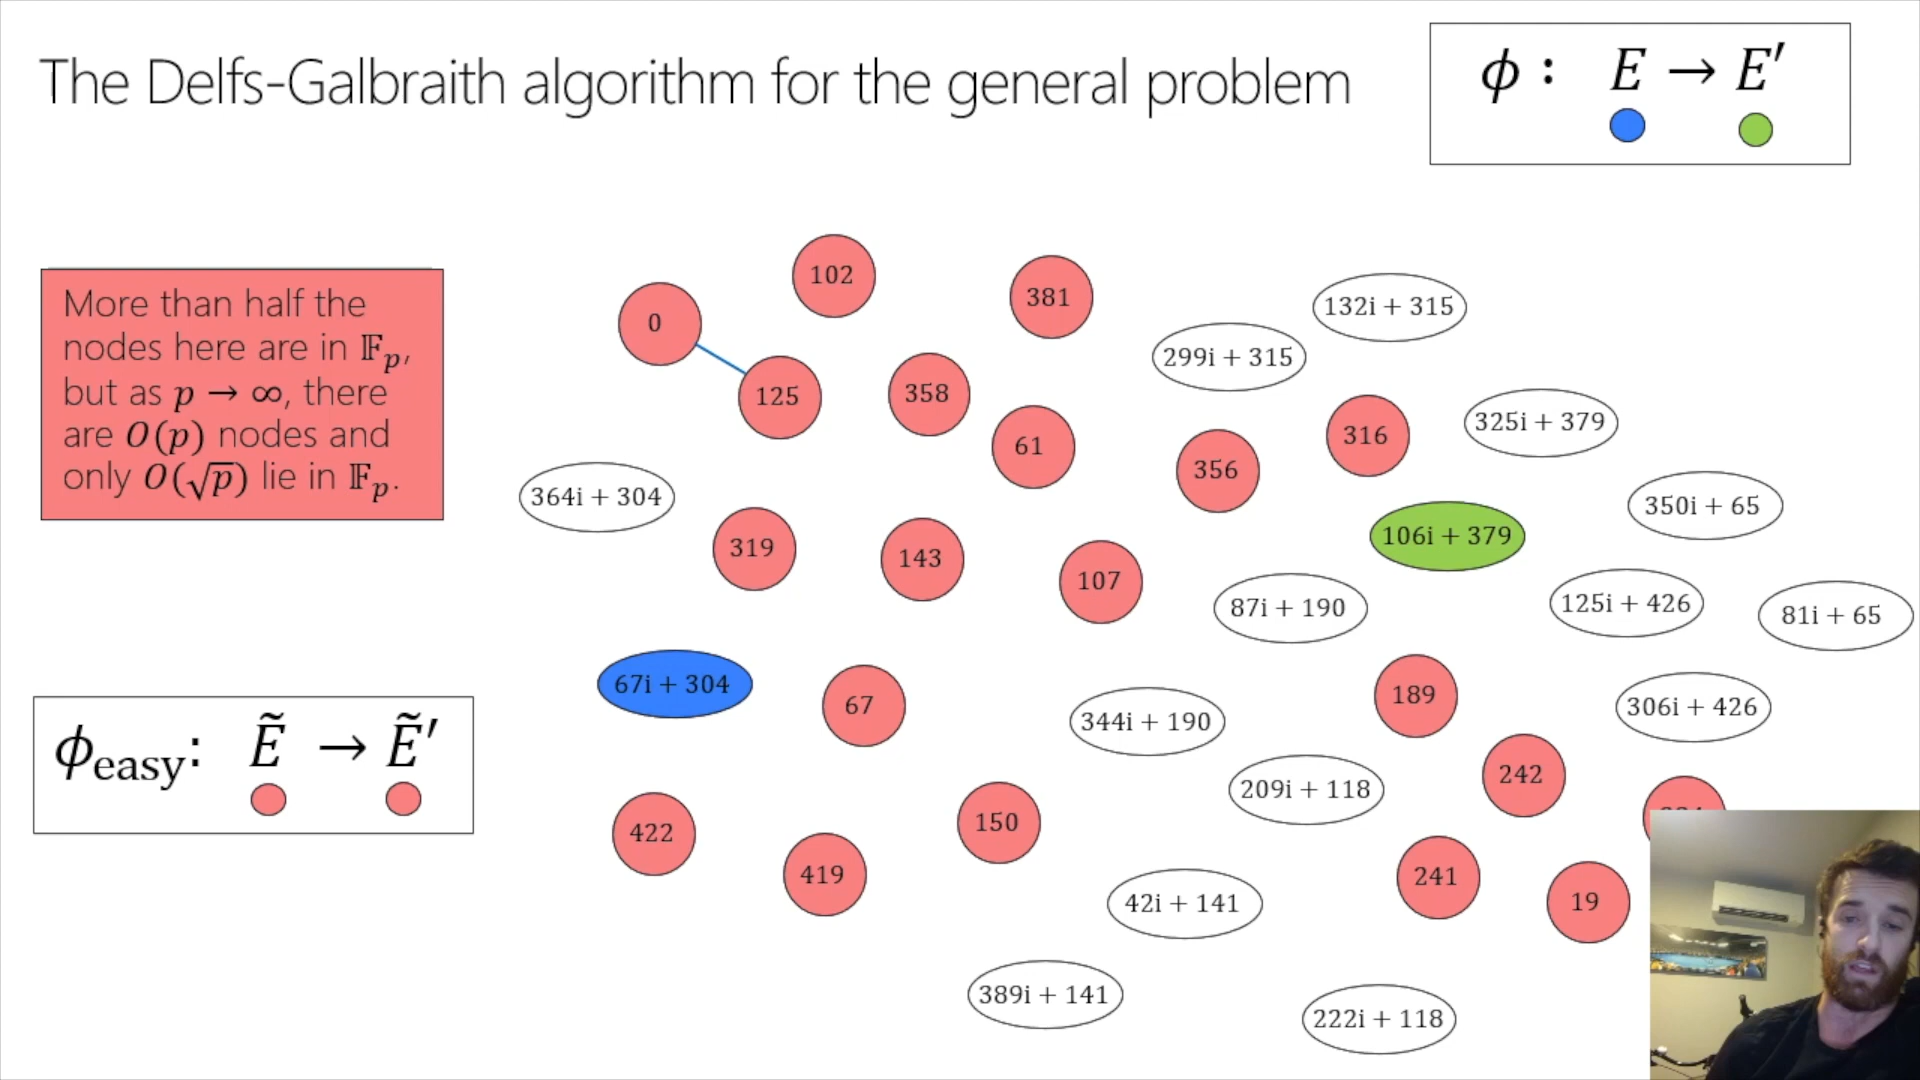 The Delfs-Galbraith algorithm for the general problem
ϕ : E → E′
More than half the
nodes here are in 𝔽ₚ,
but as p → ∞, there
are O(p) nodes and
only O(√p) lie in 𝔽ₚ.
ϕeasy: Ẽ → Ẽ′
102
381
0
132i + 315
299i + 315
125
358
61
316
325i + 379
356
364i + 304
350i + 65
319
143
106i + 379
107
87i + 190
125i + 426
81i + 65
67i + 304
67
344i + 190
189
306i + 426
209i + 118
242
422
150
419
241
19
42i + 141
389i + 141
222i + 118